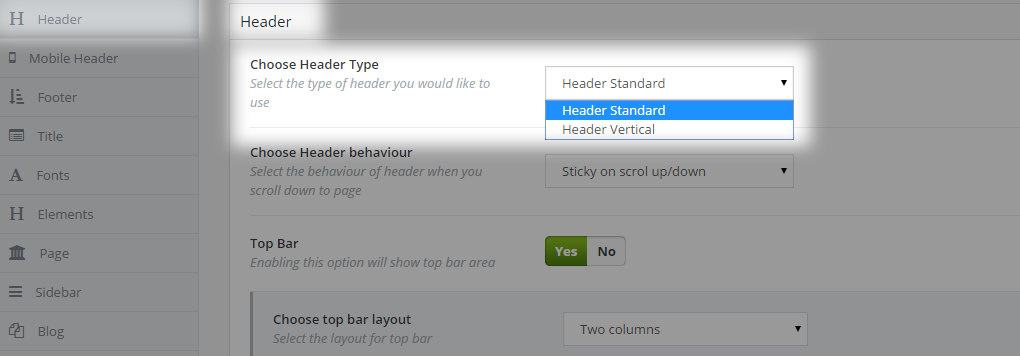 Header
Mobile Header
Footer
Title
Fonts
Elements
Page
Sidebar
Blog
Header
Choose Header Type
Select the type of header you would like to
use
Header Standard
Header Standard
Header Vertical
Choose Header behaviour
Select the behaviour of header when you
scroll down to page
Sticky on scrol up/down
Top Bar
Enabling this option will show top bar area
Yes No
Choose top bar layout
Select the layout for top bar
Two columns